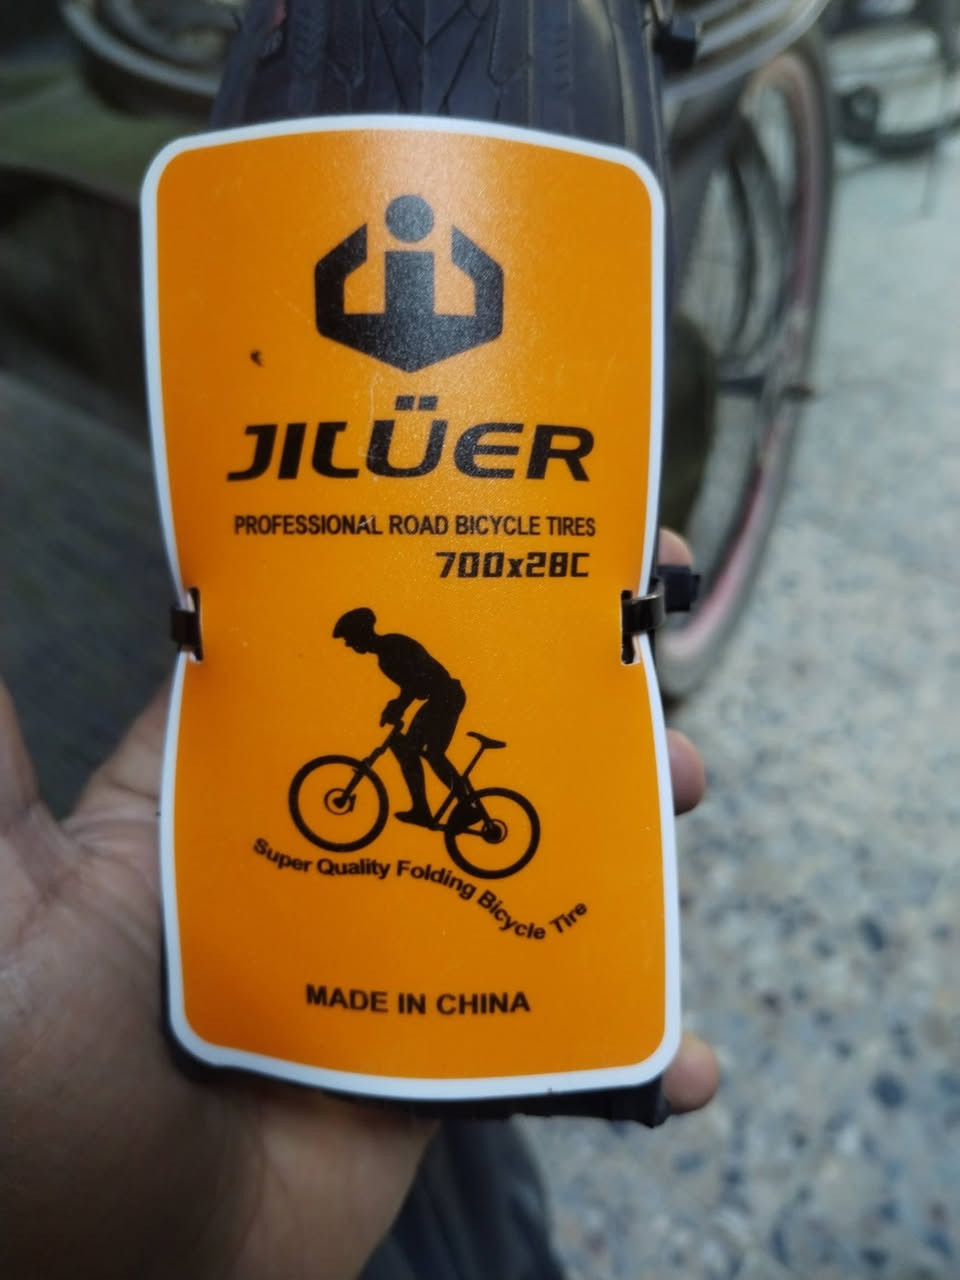 JILÜER
PROFESSIONAL ROAD BICYCLE TIRES
700x28C
Super Quality Folding Bicycle Tire
MADE IN CHINA